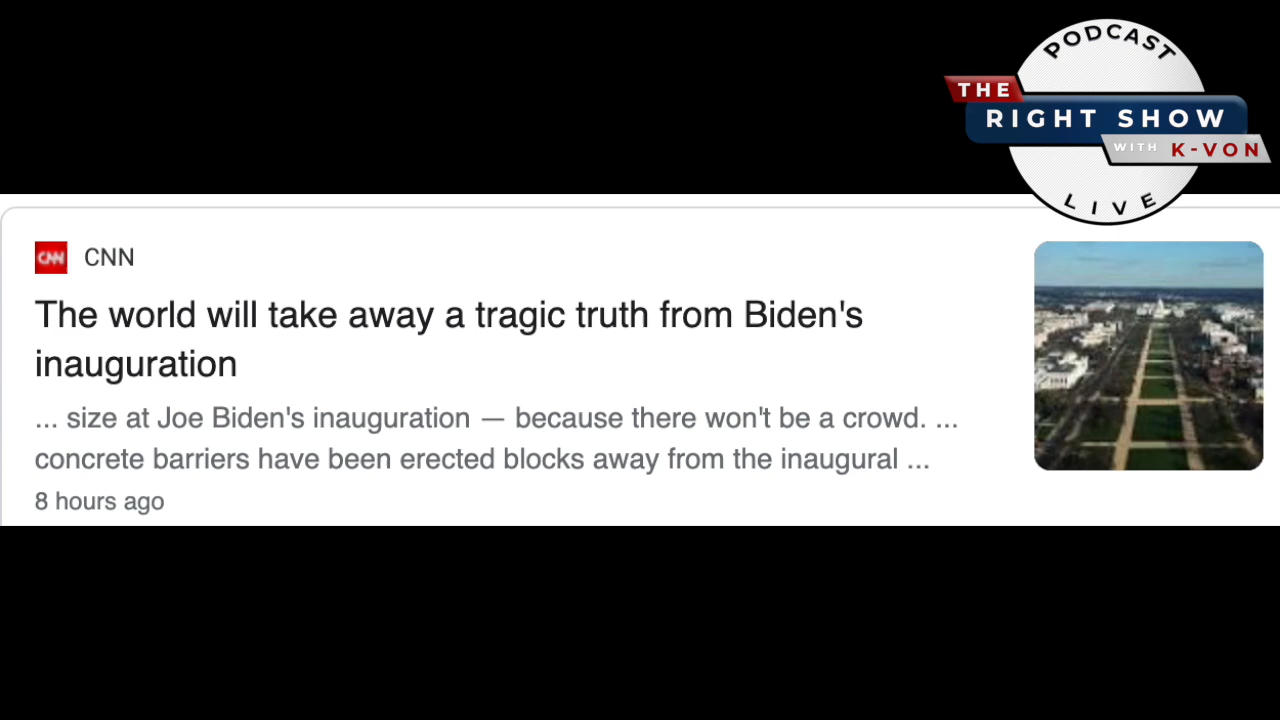 PODCAST
THE
RIGHT SHOW
WITH K-VON
LIVE
CNN CNN
The world will take away a tragic truth from Biden's
inauguration
... size at Joe Biden's inauguration — because there won't be a crowd. ...
concrete barriers have been erected blocks away from the inaugural ...
8 hours ago